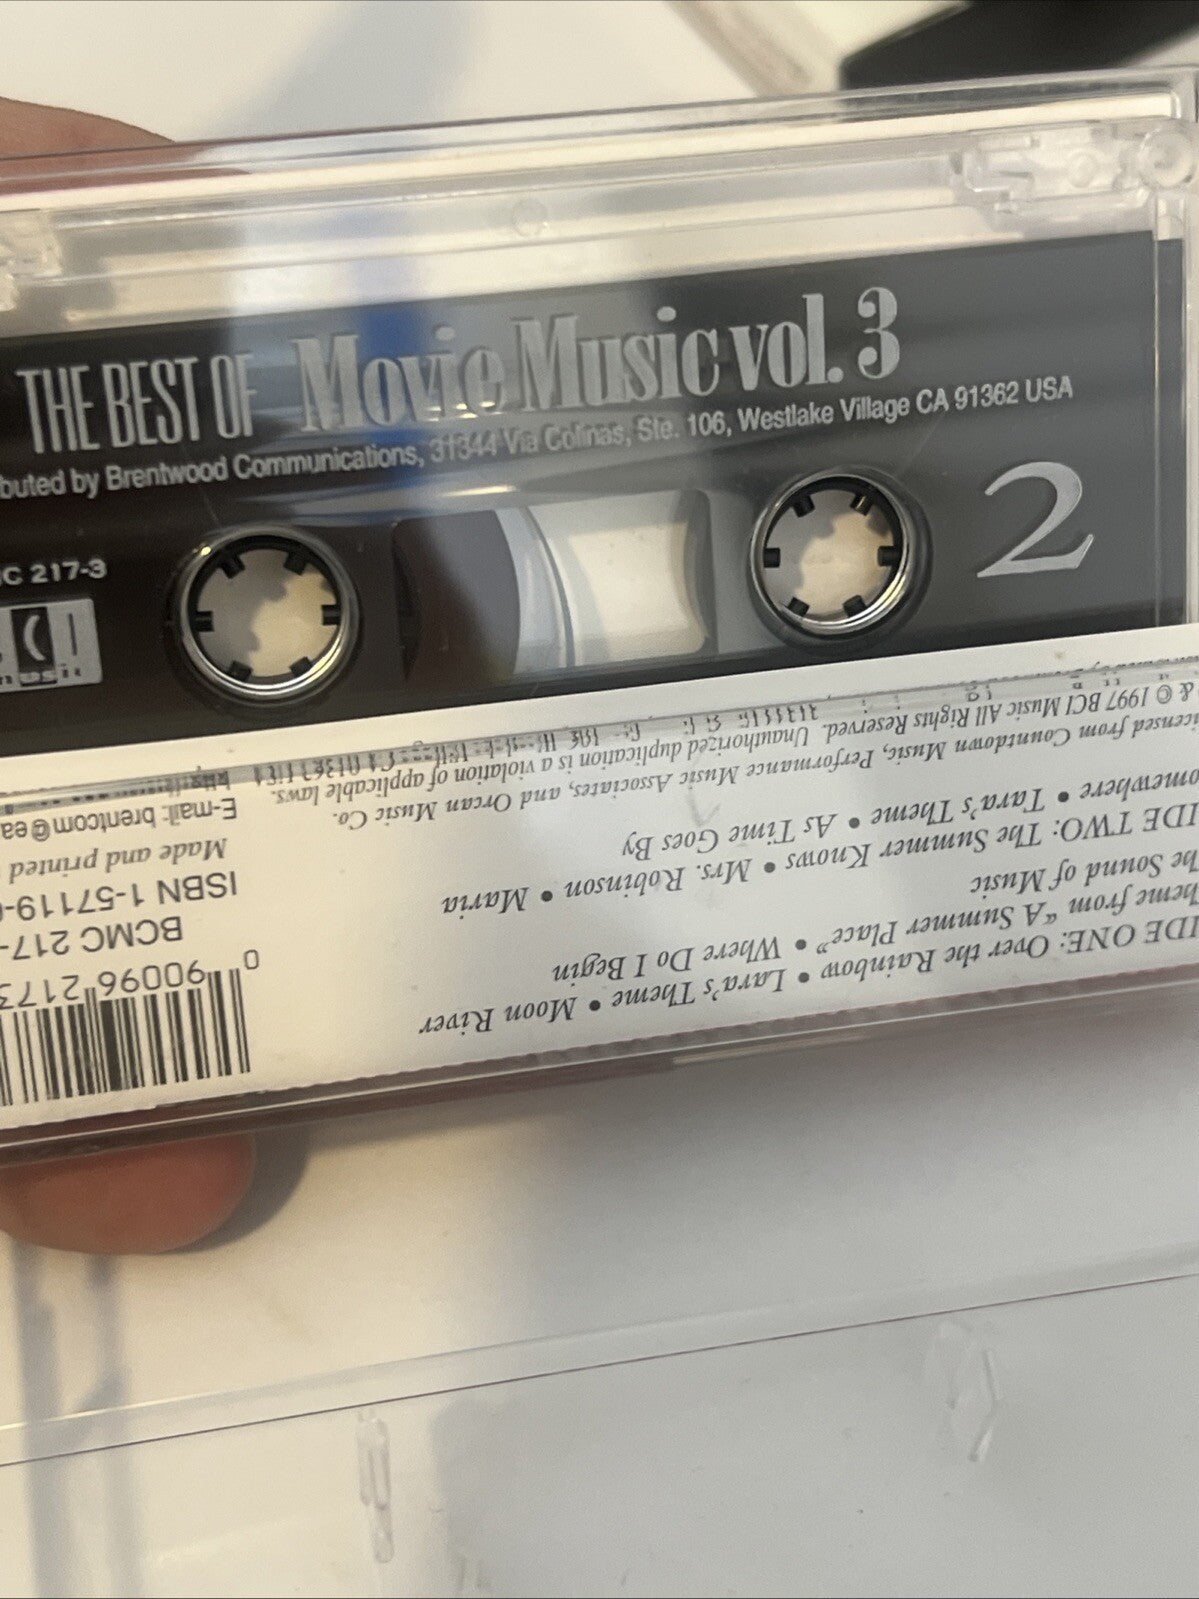 THE BEST OF Movie Music vol. 3
buted by Brentwood Communications, 31344 Via Colinas, Ste. 106, Westlake Village CA 91362 USA
C 217-3
2
IDE ONE: Over the Rainbow • Lara's Theme • Moon River
heme from "A Summer Place" • Where Do I Begin
he Sound of Music
IDE TWO: The Summer Knows • Mrs. Robinson • Maria
omewhere • Tara's Theme • As Time Goes By
icensed from Countdown Music, Performance Music Associates, and Orcan Music Co.
& © 1997 BCI Music All Rights Reserved. Unauthorized duplication is a violation of applicable laws.
0 90096 2173
BCMC 217-
ISBN 1-57119-
Made and printed
E-mail: brentcom@ea